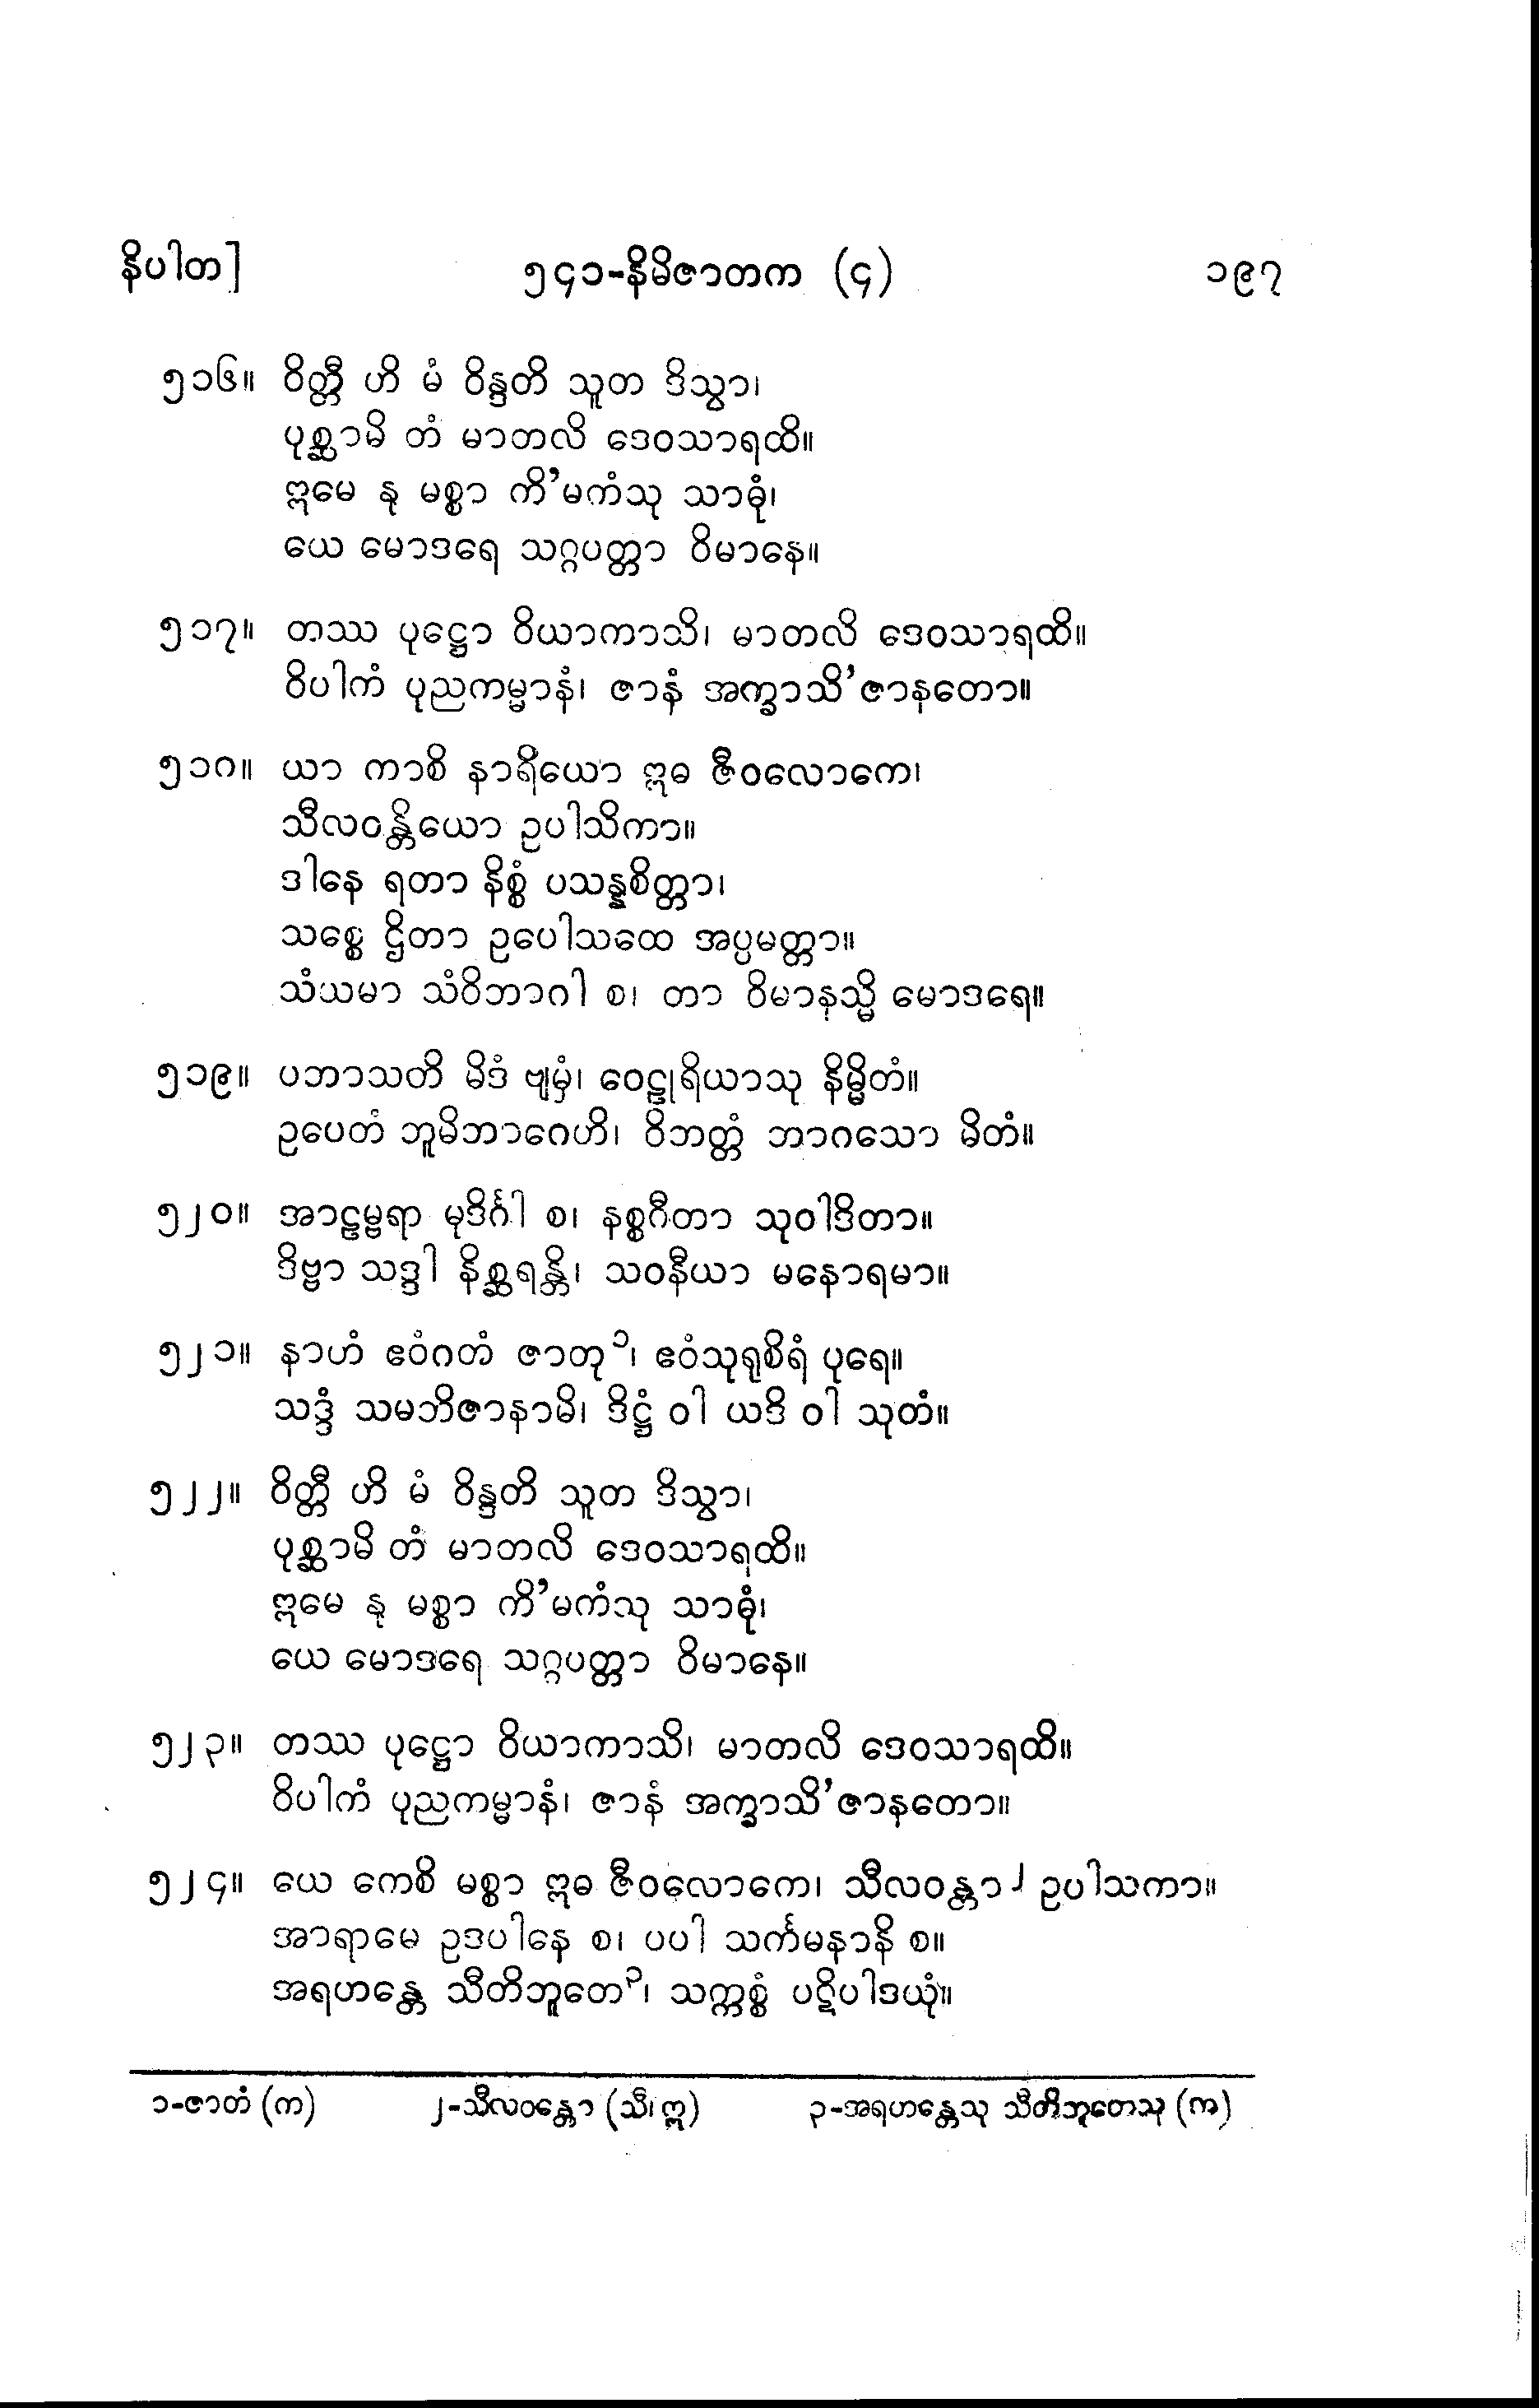 နိပါတ]
၅၄၁-နိမိဇာတက (၄)
၁၉၇
၅၁၆။ ဝိတ္တီ ဟိ မံ ဝိန္ဒတိ သူတ ဒိသွာ၊
ပုစ္ဆာမိ တံ မာတလိ ဒေဝသာရထိ။
ဣမေ နု မစ္စာ ကိ’မကံသု သာဓုံ၊
ယေ မောဒရေ သဂ္ဂပတ္တာ ဝိမာနေ။
၅၁၇။ တဿ ပုဋ္ဌော ဝိယာကာသိ၊ မာတလိ ဒေဝသာရထိ။
ဝိပါကံ ပုညကမ္မာနံ၊ ဇာနံ အက္ခာသိ’ဇာနတော။
၅၁၈။ ယာ ကာစိ နာရိယော ဣဓ ဇီဝလောကေ၊
သီလဝန္တိယော ဥပါသိကာ။
ဒါနေ ရတာ နိစ္စံ ပသန္နစိတ္တာ၊
သစ္စေ ဌိတာ ဥပေါသထေ အပ္ပမတ္တာ။
သံယမာ သံဝိဘာဂါ စ၊ တာ ဝိမာနသ္မိ မောဒရေ။
၅၁၉။ ပဘာသတိ မိဒံ ဗျမှံ၊ ဝေဠုရိယာသု နိမ္မိတံ။
ဥပေတံ ဘူမိဘာဂေဟိ၊ ဝိဘတ္တံ ဘာဂသော မိတံ။
၅၂၀။ အာဠမ္ဗရာ မုဒိင်္ဂါ စ၊ နစ္စဂီတာ သုဝါဒိတာ။
ဒိဗ္ဗာ သဒ္ဒါ နိစ္ဆရန္တိ၊ သဝနီယာ မနောရမာ။
၅၂၁။ နာဟံ ဧဝံဂတံ ဇာတု၁၊ ဧဝံသုရုစိရံ ပုရေ။
သဒ္ဒံ သမဘိဇာနာမိ၊ ဒိဋ္ဌံ ဝါ ယဒိ ဝါ သုတံ။
၅၂၂။ ဝိတ္တီ ဟိ မံ ဝိန္ဒတိ သူတ ဒိသွာ၊
ပုစ္ဆာမိ တံ မာတလိ ဒေဝသာရထိ။
ဣမေ နု မစ္စာ ကိ’မကံသု သာဓုံ၊
ယေ မောဒရေ သဂ္ဂပတ္တာ ဝိမာနေ။
၅၂၃။ တဿ ပုဋ္ဌော ဝိယာကာသိ၊ မာတလိ ဒေဝသာရထိ။
ဝိပါကံ ပုညကမ္မာနံ၊ ဇာနံ အက္ခာသိ’ဇာနတော။
၅၂၄။ ယေ ကေစိ မစ္စာ ဣဓ ဇီဝလောကေ၊ သီလဝန္တာ၂ ဥပါသကာ။
အာရာမေ ဥဒပါနေ စ၊ ပပါ သင်္ကမနာနိ စ။
အရဟန္တေ သီတိဘူတေ၃၊ သက္ကစ္စံ ပဋိပါဒယုံ။
၁-ဇာတံ (က) ၂-သီလဝန္တော (သီ၊ ဣ) ၃-အရဟန္တေသု သီတိဘူတေသု (က)